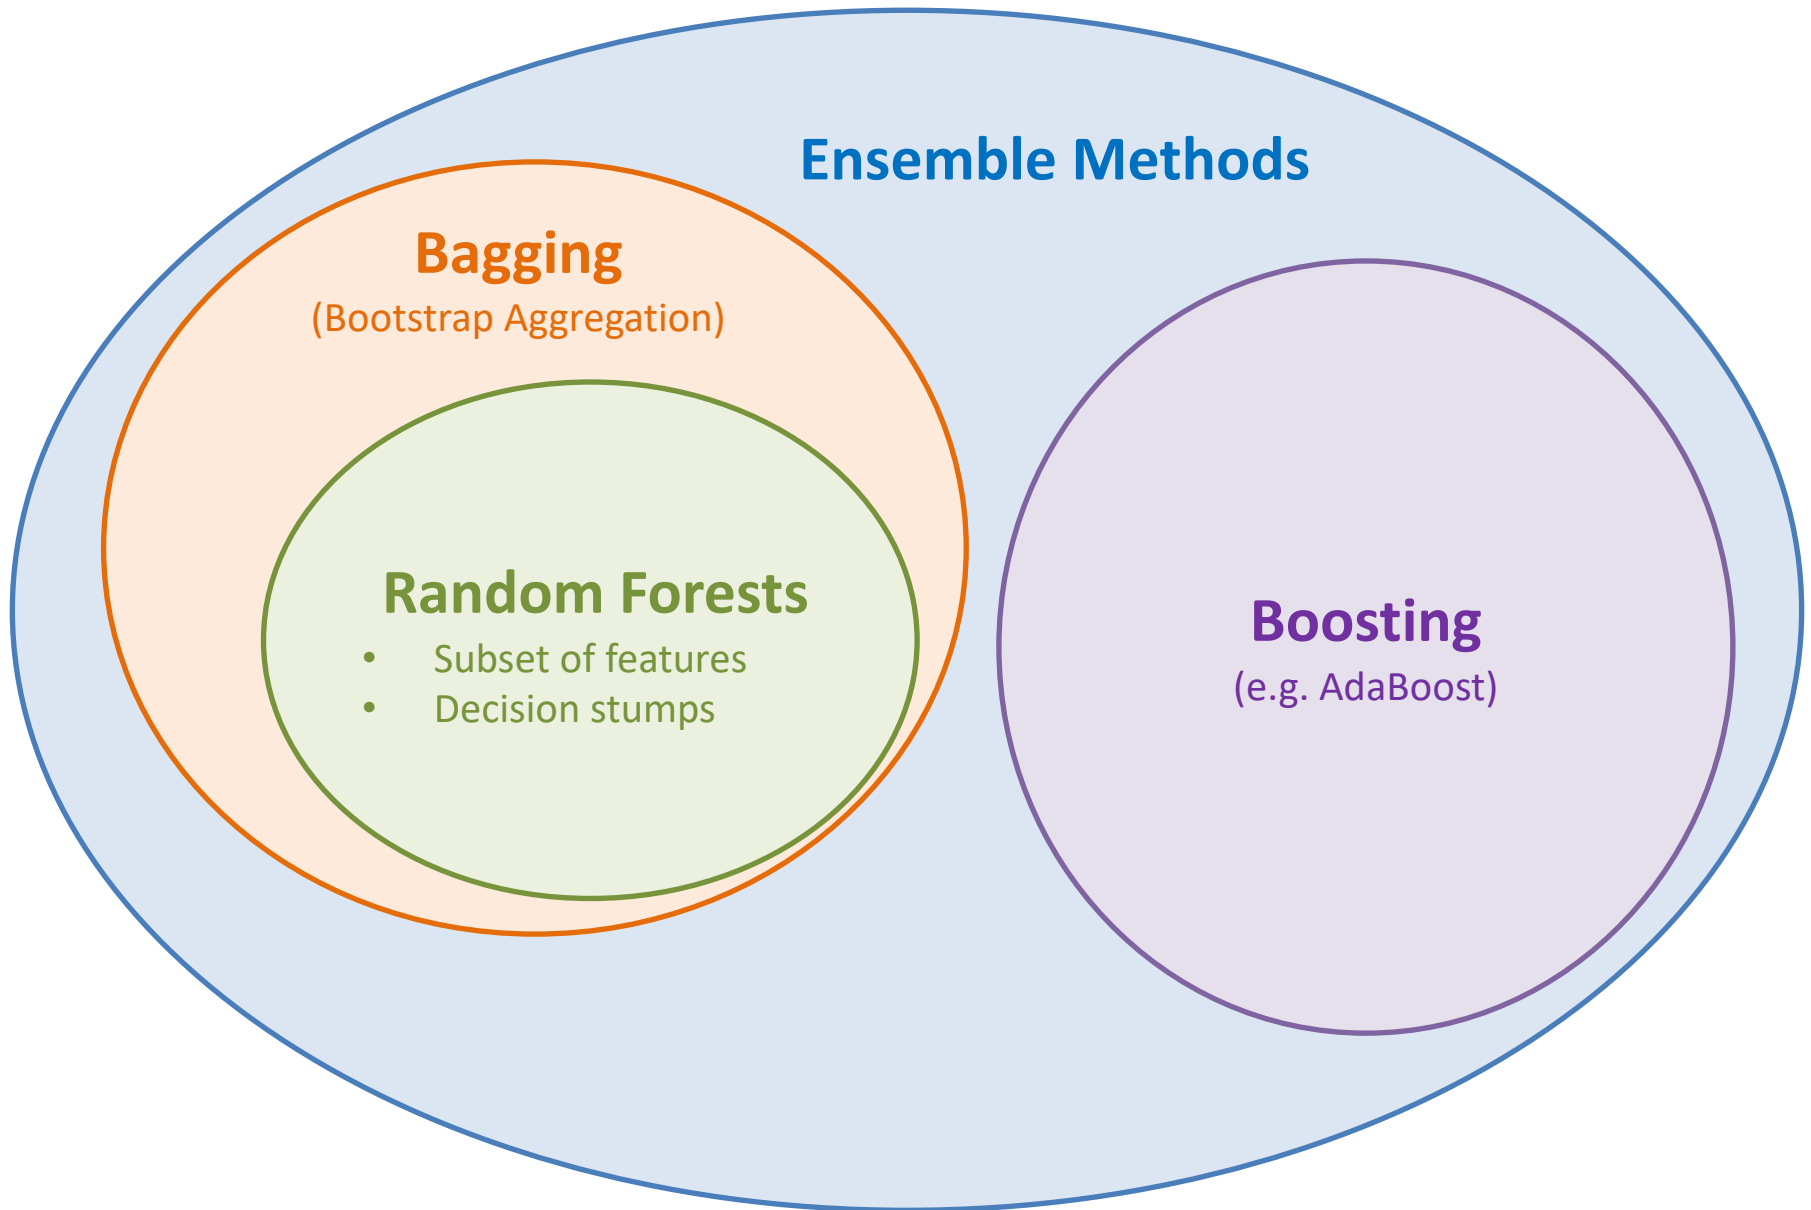 Ensemble Methods
Bagging
(Bootstrap Aggregation)
Random Forests
• Subset of features
• Decision stumps
Boosting
(e.g. AdaBoost)